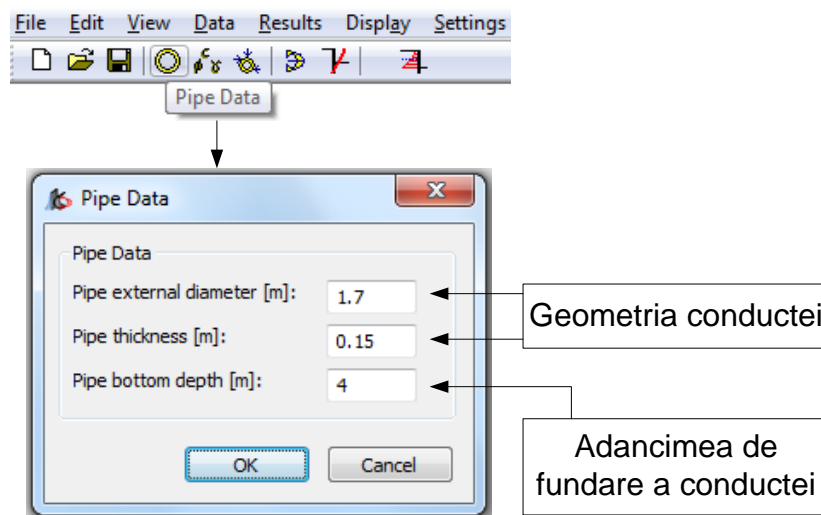 File Edit View Data Results Display Settings
Pipe Data
Pipe Data
Pipe Data
Pipe external diameter [m]: 1.7
Pipe thickness [m]: 0.15
Pipe bottom depth [m]: 4
OK Cancel
Geometria conductei
Adancimea de
fundare a conductei